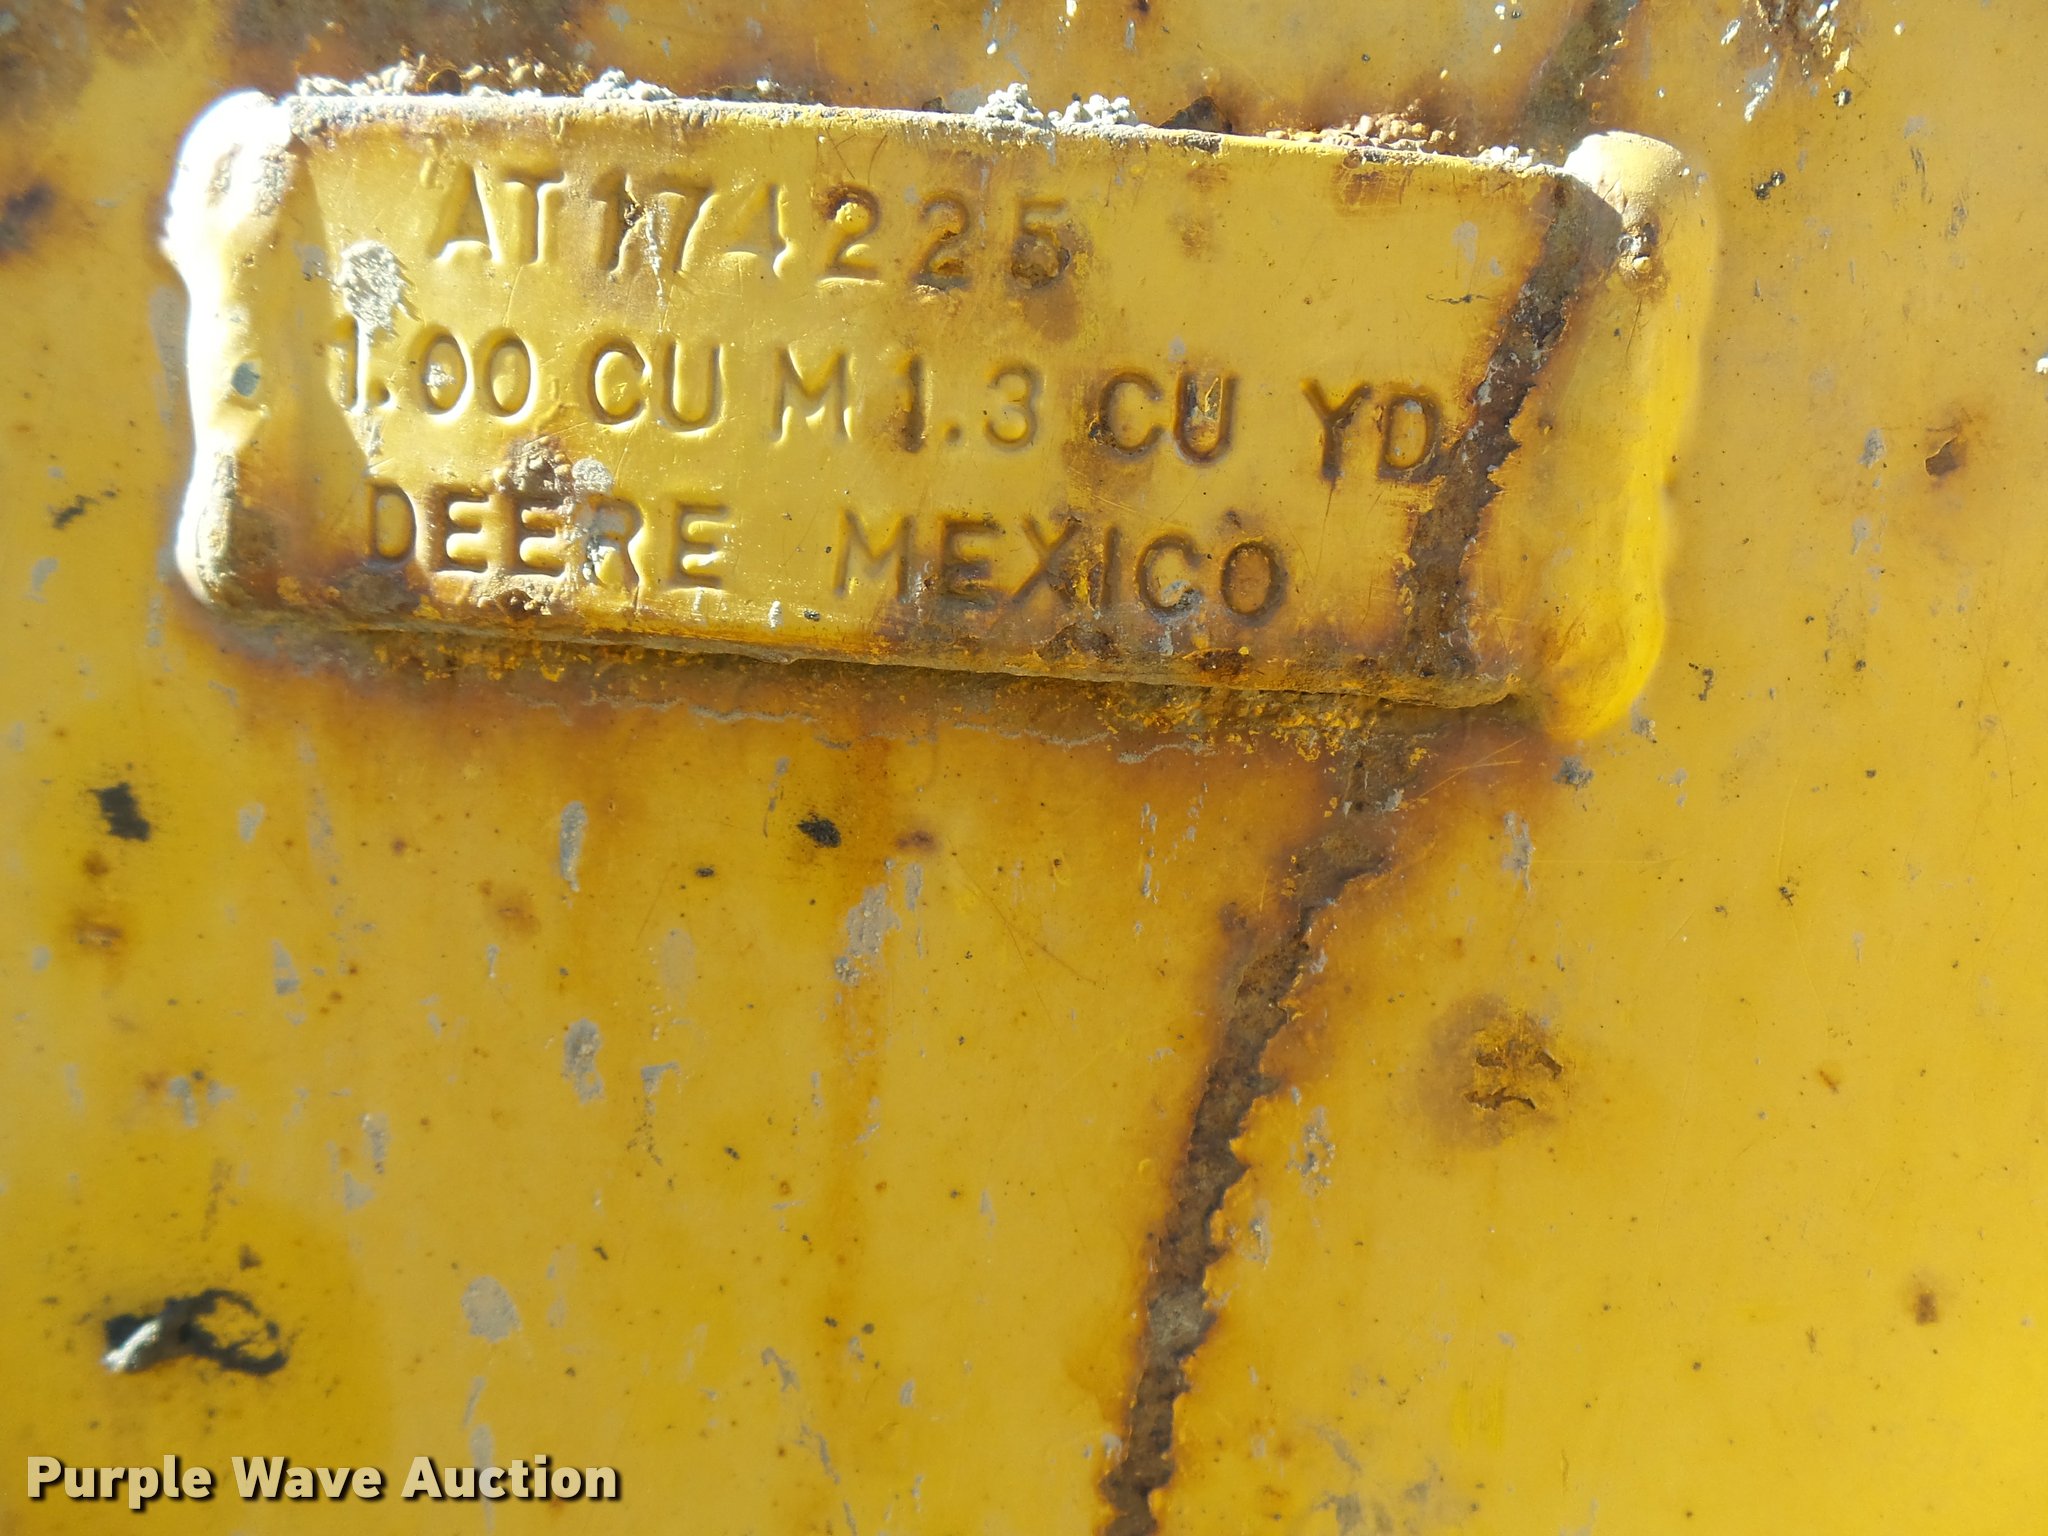 AT174225
1.00 CU M 1.3 CU YD
DEERE MEXICO
Purple Wave Auction